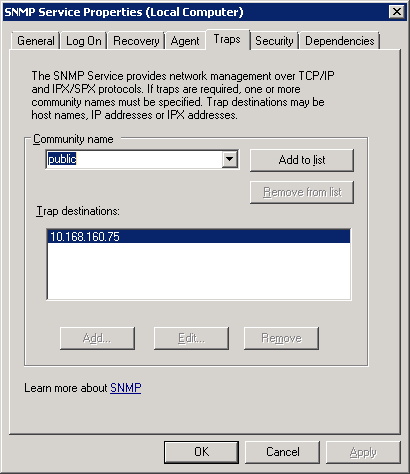 SNMP Service Properties (Local Computer)
General Log On Recovery Agent Traps Security Dependencies
The SNMP Service provides network management over TCP/IP
and IPX/SPX protocols. If traps are required, one or more
community names must be specified. Trap destinations may be
host names, IP addresses or IPX addresses.
Community name
public
Add to list
Remove from list
Trap destinations:
10.168.160.75
Add... Edit... Remove
Learn more about SNMP
OK Cancel Apply